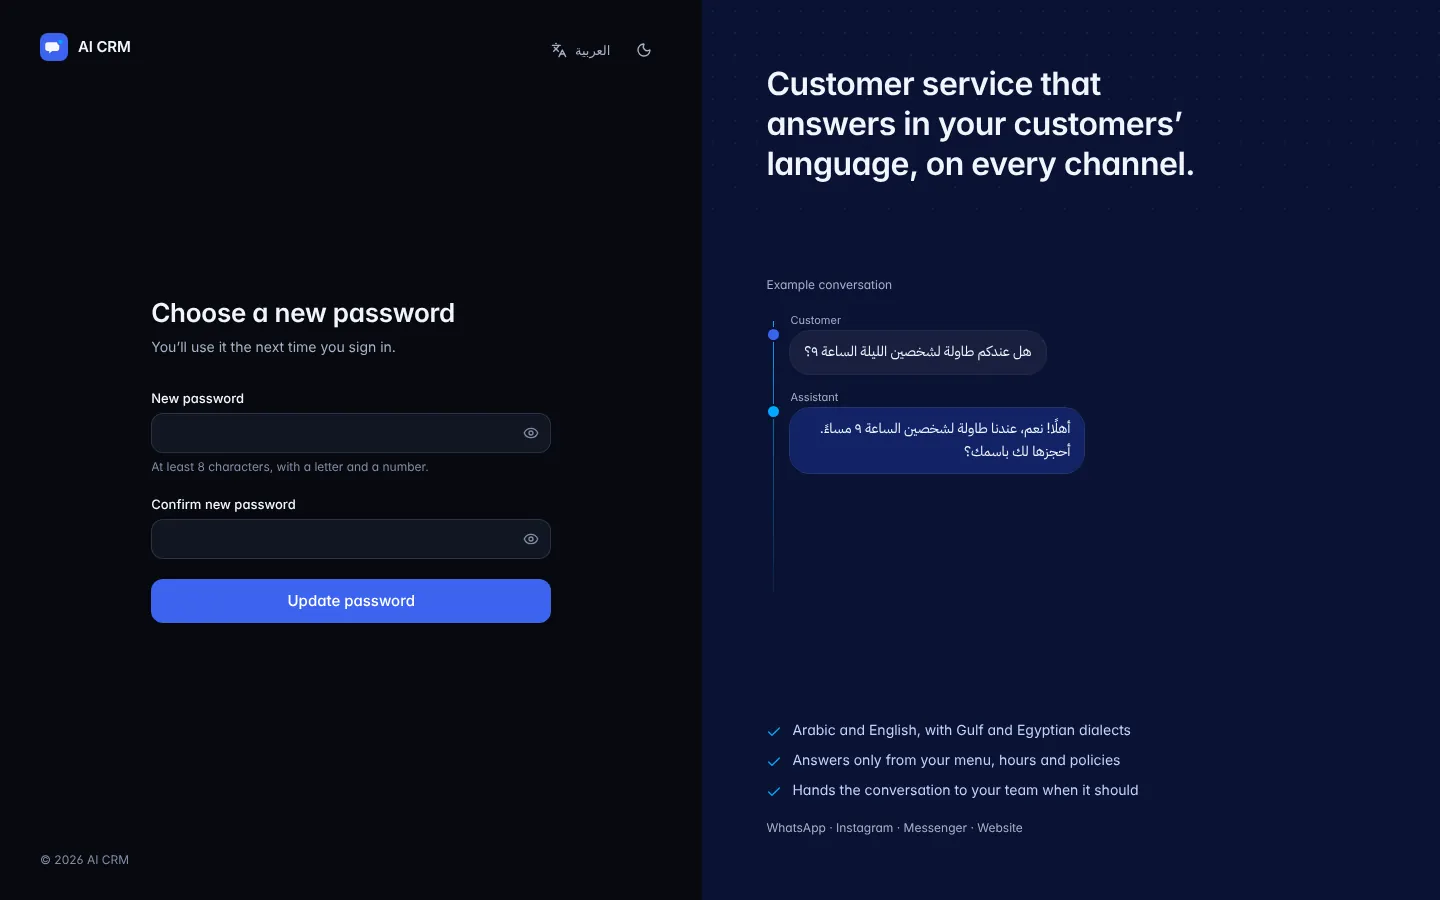 AI CRM
العربية
Choose a new password
You’ll use it the next time you sign in.
New password
At least 8 characters, with a letter and a number.
Confirm new password
Update password
© 2026 AI CRM
Customer service that
answers in your customers’
language, on every channel.
Example conversation
Customer
هل عندكم طاولة لشخصين الليلة الساعة ٩؟
Assistant
أهلًا! نعم، عندنا طاولة لشخصين الساعة ٩ مساءً.
أحجزها لك باسمك؟
Arabic and English, with Gulf and Egyptian dialects
Answers only from your menu, hours and policies
Hands the conversation to your team when it should
WhatsApp · Instagram · Messenger · Website